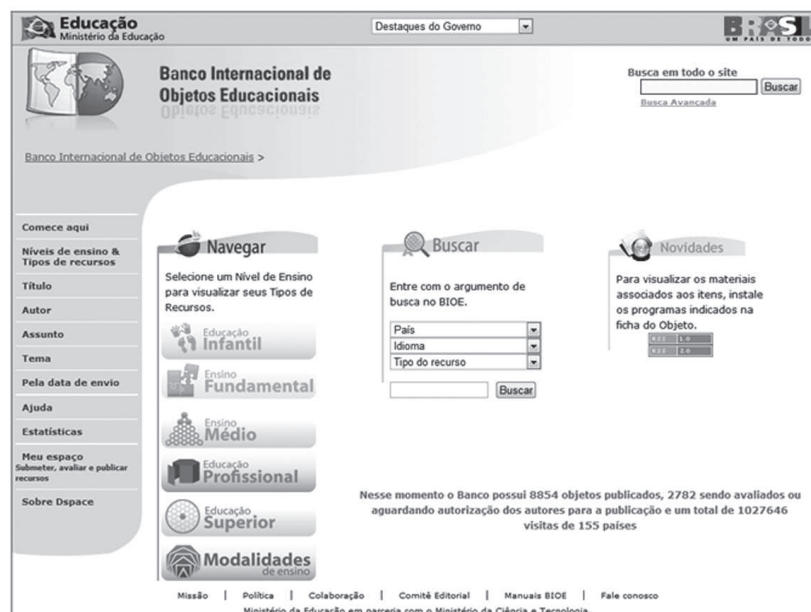 Educação
Ministério da Educação
Destaques do Governo
BRASIL
UM PAÍS DE TODOS
Banco Internacional de
Objetos Educacionais
Busca em todo o site
Buscar
Busca Avançada
Banco Internacional de Objetos Educacionais >
Comece aqui
Níveis de ensino &
Tipos de recursos
Título
Autor
Assunto
Tema
Pela data de envio
Ajuda
Estatísticas
Meu espaço
Submeter, avaliar e publicar
recursos
Sobre Dspace
Navegar
Selecione um Nível de Ensino
para visualizar seus Tipos de
Recursos.
Educação
Infantil
Ensino
Fundamental
Ensino
Médio
Educação
Profissional
Educação
Superior
Modalidades
de ensino
Buscar
Entre com o argumento de
busca no BIOE.
País
Idioma
Tipo do recurso
Buscar
Novidades
Para visualizar os materiais
associados aos itens, instale
os programas indicados na
ficha do Objeto.
RSS 1.0
RSS 2.0
Nesse momento o Banco possui 8854 objetos publicados, 2782 sendo avaliados ou
aguardando autorização dos autores para a publicação e um total de 1027646
visitas de 155 países
Missão | Política | Colaboração | Comitê Editorial | Manuais BIOE | Fale conosco
Ministério da Educação em parceria com o Ministério da Ciência e Tecnologia